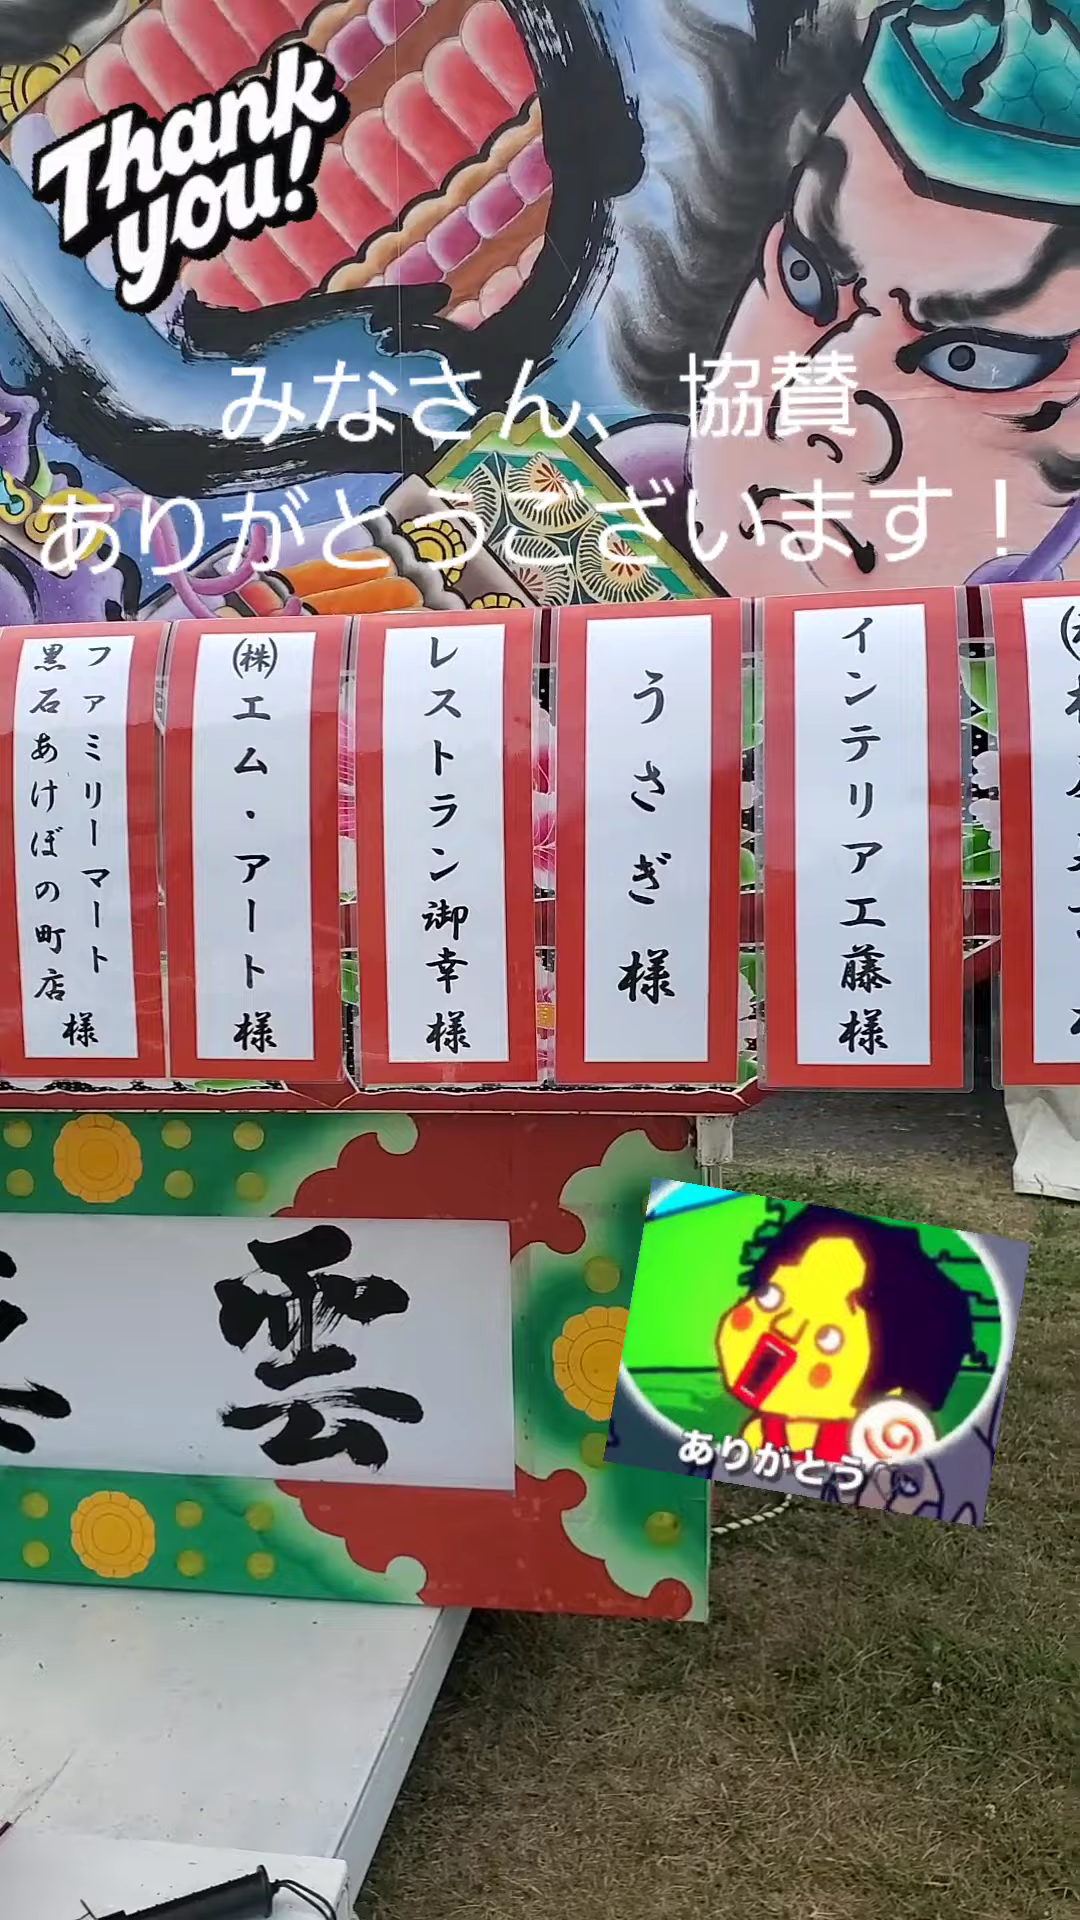 Thank
you!
みなさん、協賛
ありがとうございます！
ファミリーマート
黒石あけぼの町店 様
㈱エム・アート 様
レストラン御幸 様
うさぎ 様
インテリア工藤 様
雲
ありがとう